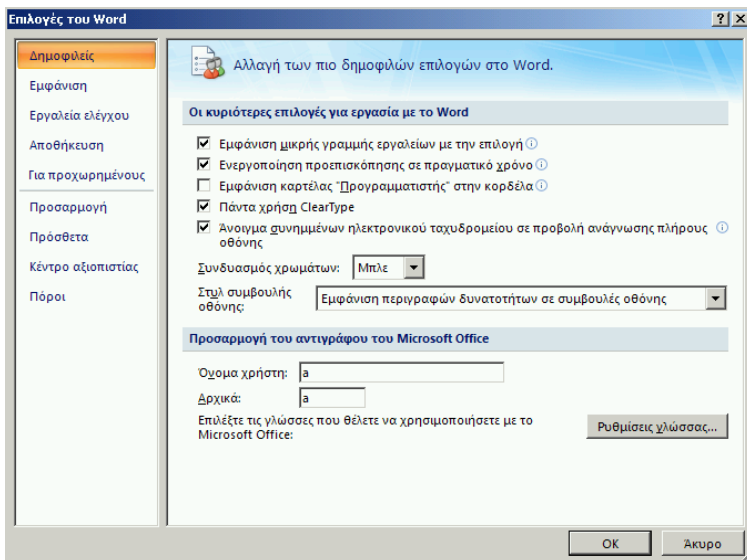 Επιλογές του Word
Δημοφιλείς
Εμφάνιση
Εργαλεία ελέγχου
Αποθήκευση
Για προχωρημένους
Προσαρμογή
Πρόσθετα
Κέντρο αξιοπιστίας
Πόροι
Αλλαγή των πιο δημοφιλών επιλογών στο Word.
Οι κυριότερες επιλογές για εργασία με το Word
Εμφάνιση μικρής γραμμής εργαλείων με την επιλογή
Ενεργοποίηση προεπισκόπησης σε πραγματικό χρόνο
Εμφάνιση καρτέλας "Προγραμματιστής" στην κορδέλα
Πάντα χρήση ClearType
Άνοιγμα συνημμένων ηλεκτρονικού ταχυδρομείου σε προβολή ανάγνωσης πλήρους
οθόνης
Συνδυασμός χρωμάτων: Μπλε
Στυλ συμβουλής
οθόνης: Εμφάνιση περιγραφών δυνατοτήτων σε συμβουλές οθόνης
Προσαρμογή του αντιγράφου του Microsoft Office
Όνομα χρήστη: a
Αρχικά: a
Επιλέξτε τις γλώσσες που θέλετε να χρησιμοποιήσετε με το
Microsoft Office: Ρυθμίσεις γλώσσας...
OK Άκυρο